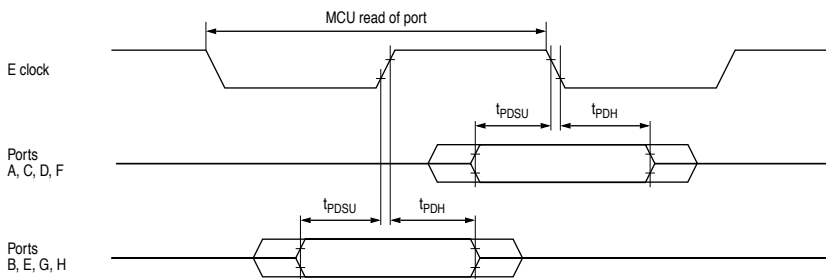 MCU read of port
E clock
tPDSU tPDH
Ports
A, C, D, F
tPDSU tPDH
Ports
B, E, G, H